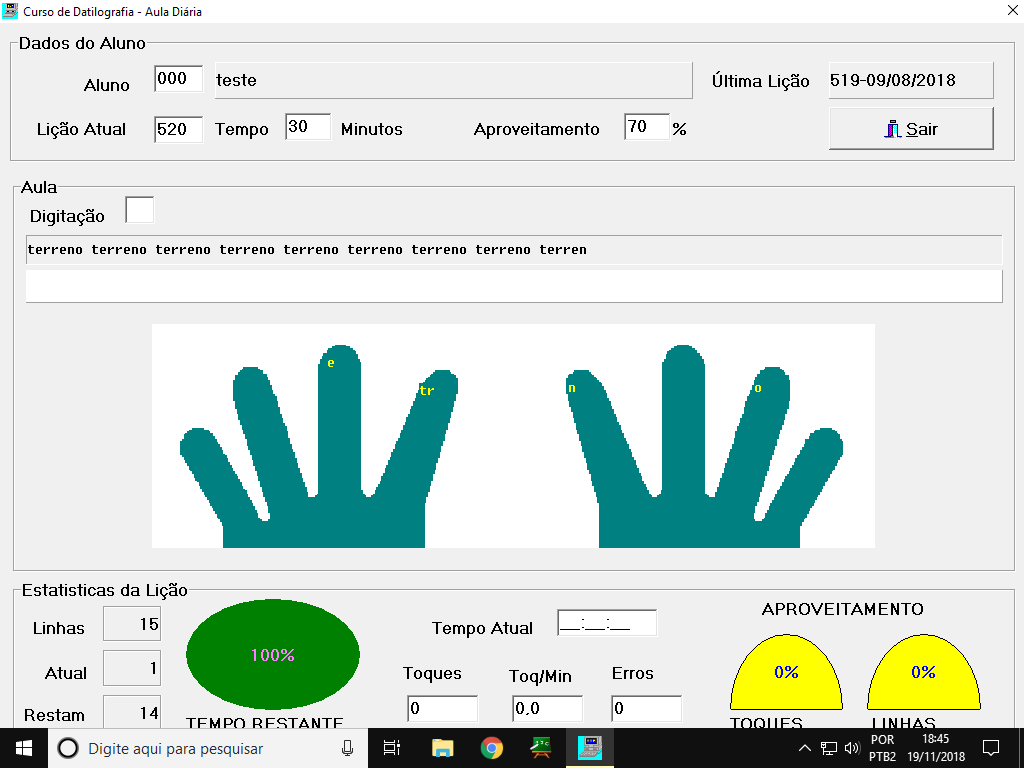 Curso de Datilografia - Aula Diária
Dados do Aluno
Aluno 000 teste Última Lição 519-09/08/2018
Lição Atual 520 Tempo 30 Minutos Aproveitamento 70 % Sair
Aula
Digitação
terreno terreno terreno terreno terreno terreno terreno terreno terren
e
tr n o
Estatisticas da Lição
APROVEITAMENTO
Linhas 15 Tempo Atual __:__:__
100%
Atual 1 Toques Toq/Min Erros 0% 0%
Restam 14 0 0,0 0
TEMPO RESTANTE TOQUES LINHAS
Digite aqui para pesquisar
POR 18:45
PTB2 19/11/2018